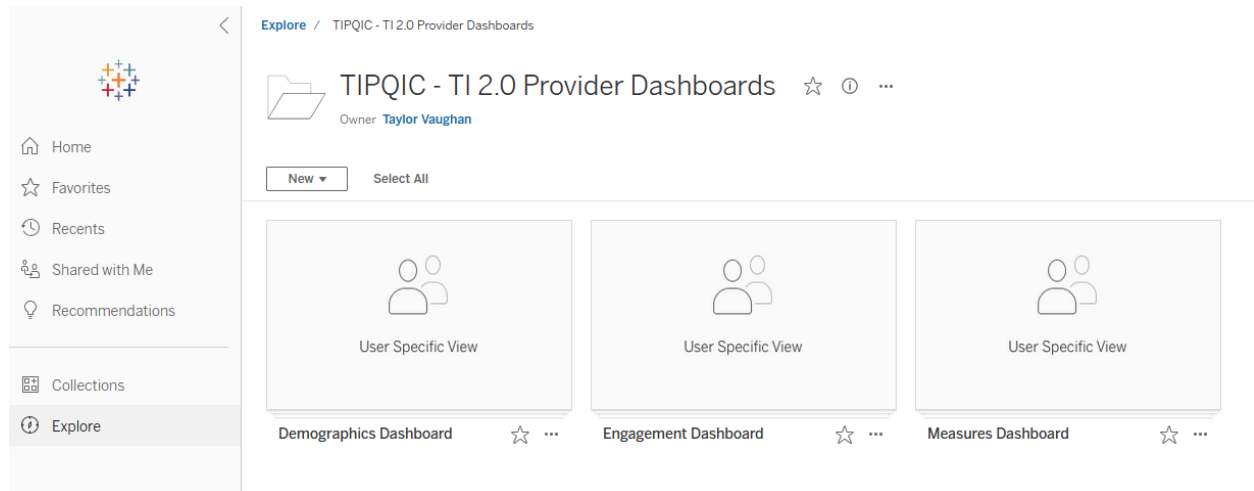 Explore / TIPQIC - TI 2.0 Provider Dashboards
TIPQIC - TI 2.0 Provider Dashboards
Owner Taylor Vaughan
Home
Favorites
Recents
Shared with Me
Recommendations
Collections
Explore
New
Select All
User Specific View
User Specific View
User Specific View
Demographics Dashboard
Engagement Dashboard
Measures Dashboard